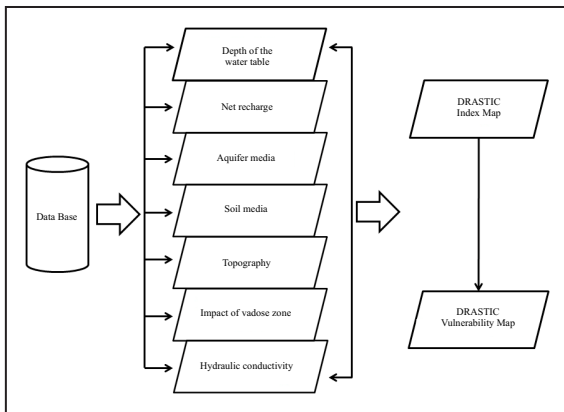 Data Base
Depth of the
water table
Net recharge
Aquifer media
Soil media
Topography
Impact of vadose zone
Hydraulic conductivity
DRASTIC
Index Map
DRASTIC
Vulnerability Map